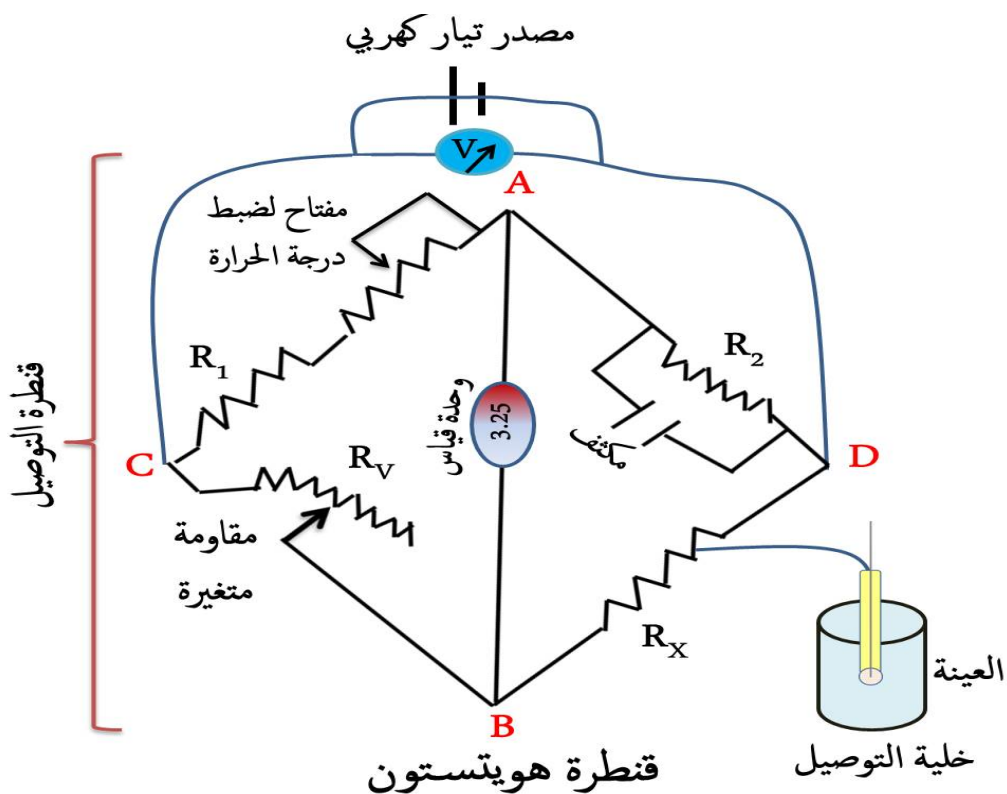 مصدر تيار كهربي
V
A
مفتاح لضبط
درجة الحرارة
R₁
R₂
وحدة قياس
3.25
مكثف
قنطرة التوصيل
C
D
Rᵥ
مقاومة
متغيرة
Rₓ
B
العينة
خلية التوصيل
قنطرة هويتستون